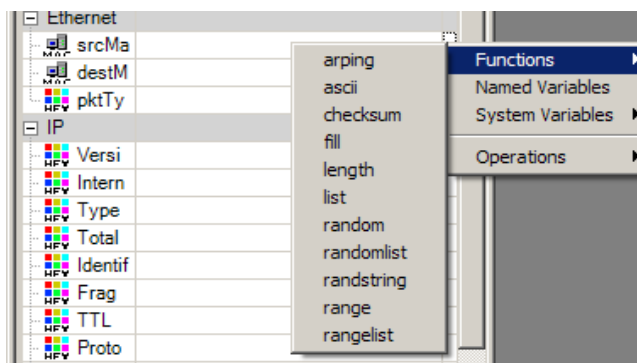 Ethernet
srcMa
destM
pktTy
IP
Versi
Intern
Type
Total
Identif
Frag
TTL
Proto
arping
ascii
checksum
fill
length
list
random
randomlist
randstring
range
rangelist
Functions
Named Variables
System Variables
Operations